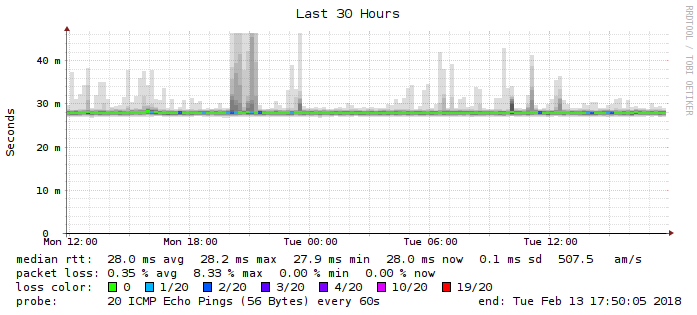 Last 30 Hours
RRDTOOL / TOBI OETIKER
Seconds
40 m
30 m
20 m
10 m
0
Mon 12:00 Mon 18:00 Tue 00:00 Tue 06:00 Tue 12:00
median rtt: 28.0 ms avg 28.2 ms max 27.9 ms min 28.0 ms now 0.1 ms sd 507.5 am/s
packet loss: 0.35 % avg 8.33 % max 0.00 % min 0.00 % now
loss color: 0 1/20 2/20 3/20 4/20 10/20 19/20
probe: 20 ICMP Echo Pings (56 Bytes) every 60s end: Tue Feb 13 17:50:05 2018